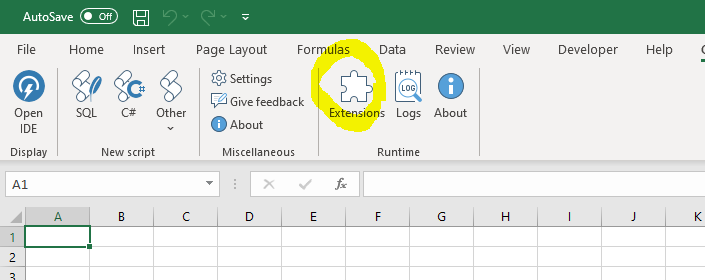 AutoSave Off
File Home Insert Page Layout Formulas Data Review View Developer Help
Open IDE
SQL
C#
Other
Settings
Give feedback
About
Extensions
Logs
LOG
About
Display New script Miscellaneous Runtime
A1
fx
A B C D E F G H I J K
1
2
3